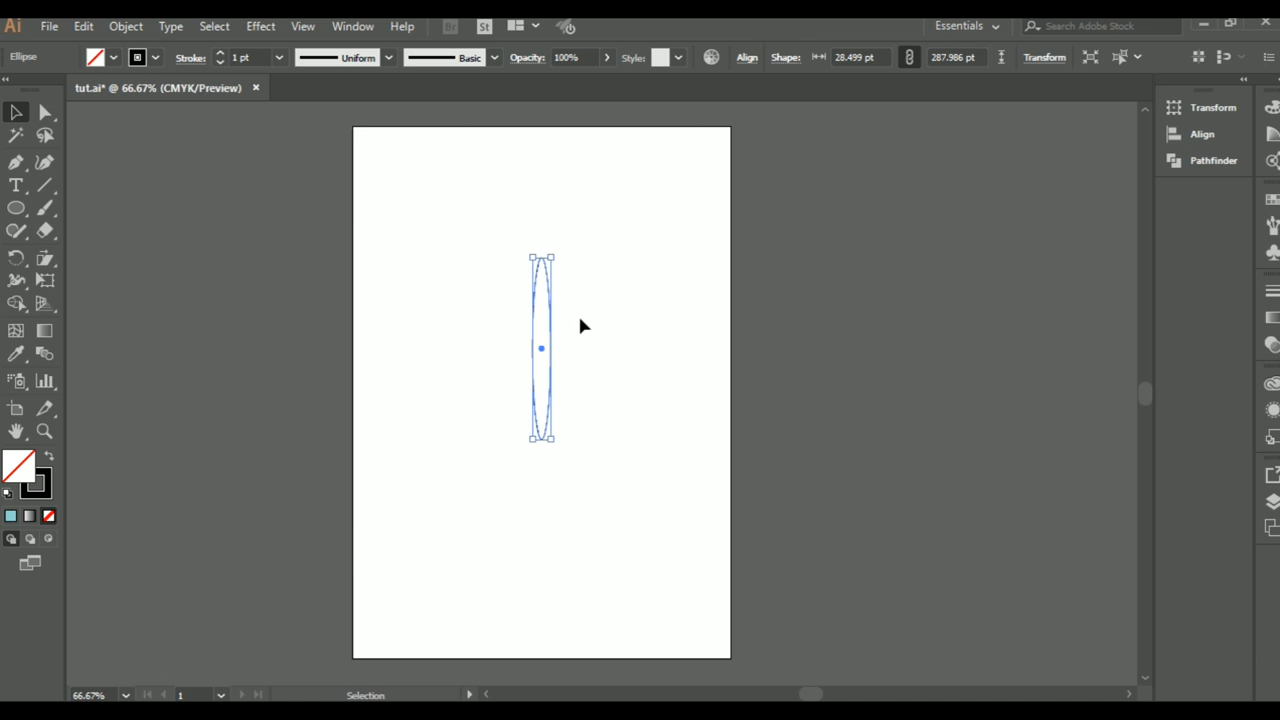 Ai File Edit Object Type Select Effect View Window Help Br St Essentials Search Adobe Stock
Ellipse Stroke: 1 pt Uniform Basic Opacity: 100% Style: Align Shape: 28.499 pt 287.986 pt Transform
tut.ai* @ 66.67% (CMYK/Preview)
Transform
Align
Pathfinder
T
66.67% 1 Selection